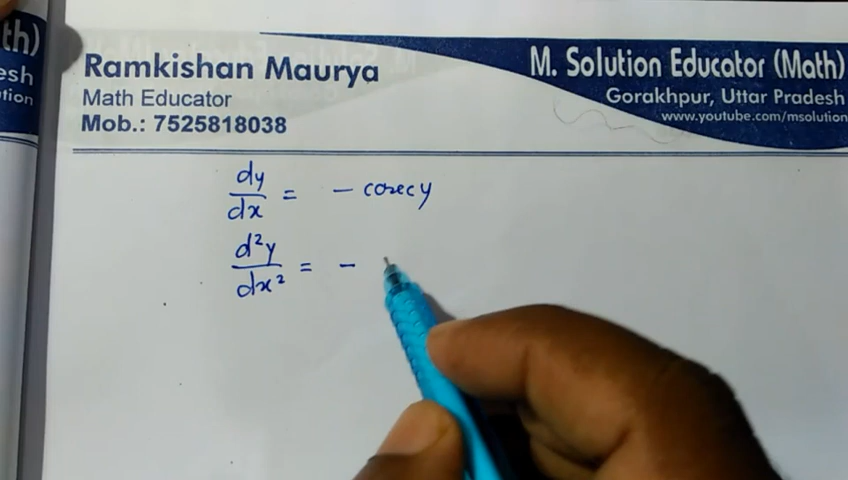 th)
esh
tion
Ramkishan Maurya
Math Educator
Mob.: 7525818038
M. Solution Educator (Math)
Gorakhpur, Uttar Pradesh
www.youtube.com/msolution
dy/dx = - cosecy
d²y/dx² = -